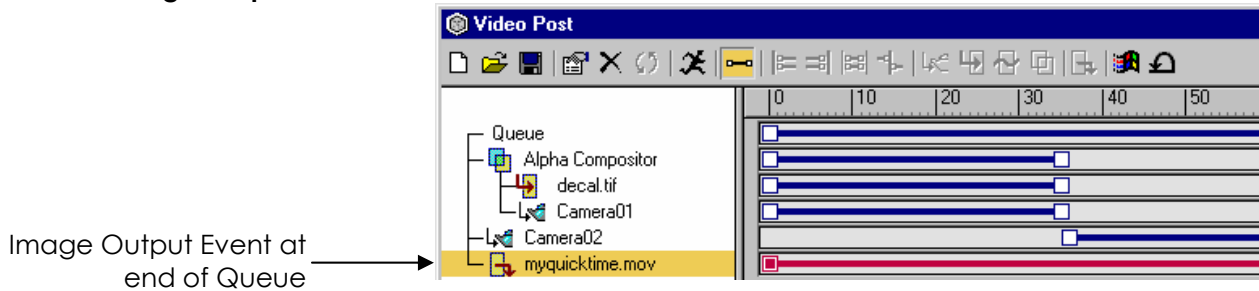 Video Post
0 10 20 30 40 50
Queue
Alpha Compositor
decal.tif
Camera01
Camera02
myquicktime.mov
Image Output Event at
end of Queue